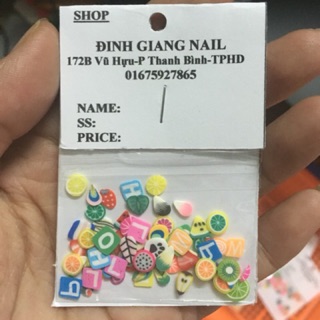 SHOP
ĐINH GIANG NAIL
172B Vũ Hựu-P Thanh Bình-TPHD
01675927865
NAME:
SS:
PRICE: